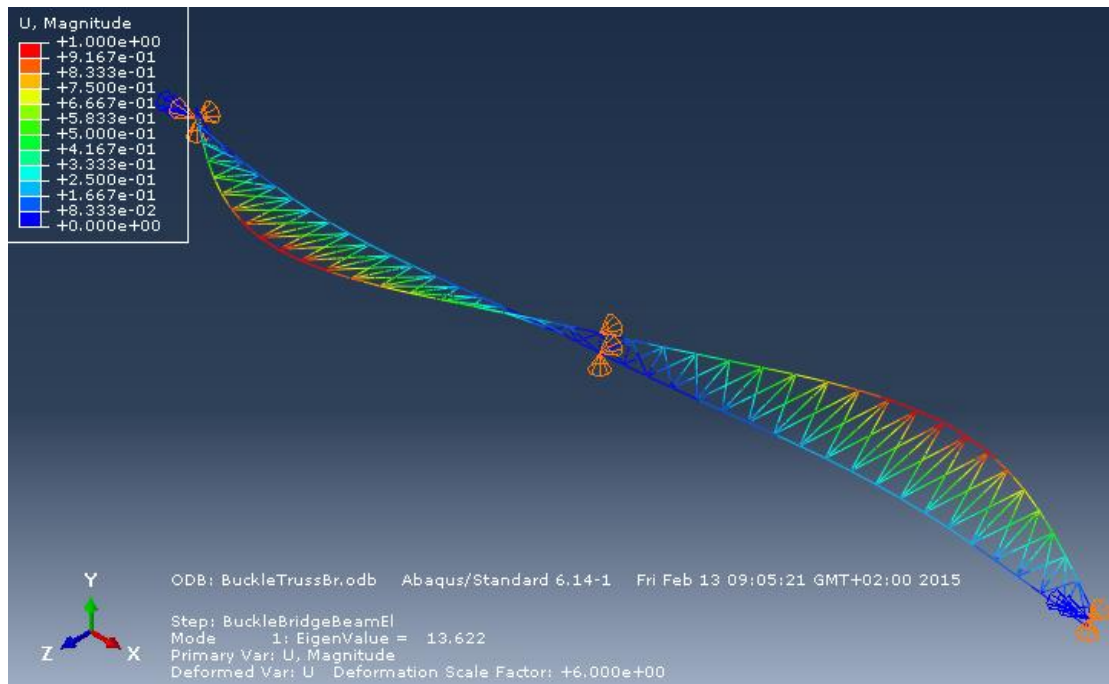 U, Magnitude
+1.000e+00
+9.167e-01
+8.333e-01
+7.500e-01
+6.667e-01
+5.833e-01
+5.000e-01
+4.167e-01
+3.333e-01
+2.500e-01
+1.667e-01
+8.333e-02
+0.000e+00
Y
Z
X
ODB: BuckleTrussBr.odb Abaqus/Standard 6.14-1 Fri Feb 13 09:05:21 GMT+02:00 2015
Step: BuckleBridgeBeamEl
Mode 1: EigenValue = 13.622
Primary Var: U, Magnitude
Deformed Var: U Deformation Scale Factor: +6.000e+00